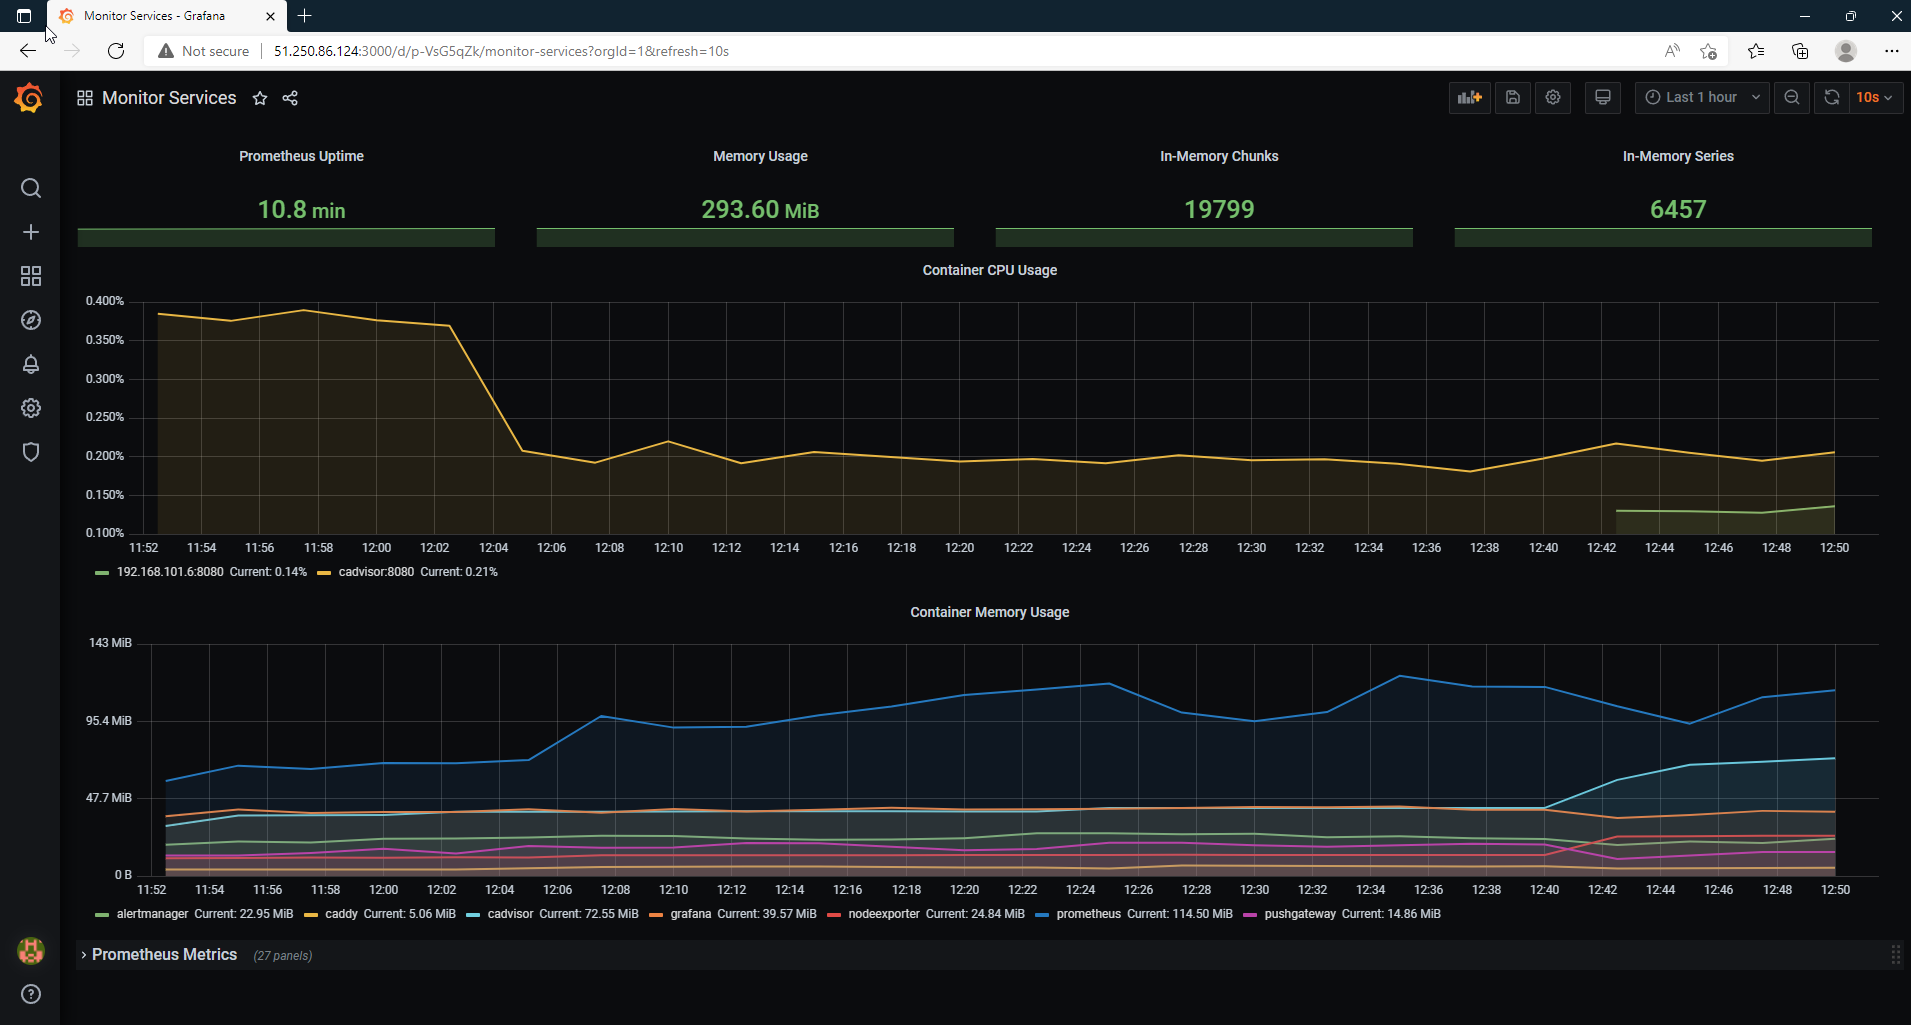 Monitor Services - Grafana
Not secure 51.250.86.124:3000/d/p-VsG5qZk/monitor-services?orgId=1&refresh=10s
Monitor Services
Last 1 hour
10s
Prometheus Uptime
10.8 min
Memory Usage
293.60 MiB
In-Memory Chunks
19799
In-Memory Series
6457
Container CPU Usage
0.400%
0.350%
0.300%
0.250%
0.200%
0.150%
0.100%
11:52 11:54 11:56 11:58 12:00 12:02 12:04 12:06 12:08 12:10 12:12 12:14 12:16 12:18 12:20 12:22 12:24 12:26 12:28 12:30 12:32 12:34 12:36 12:38 12:40 12:42 12:44 12:46 12:48 12:50
192.168.101.6:8080 Current: 0.14% cadvisor:8080 Current: 0.21%
Container Memory Usage
143 MiB
95.4 MiB
47.7 MiB
0 B
11:52 11:54 11:56 11:58 12:00 12:02 12:04 12:06 12:08 12:10 12:12 12:14 12:16 12:18 12:20 12:22 12:24 12:26 12:28 12:30 12:32 12:34 12:36 12:38 12:40 12:42 12:44 12:46 12:48 12:50
alertmanager Current: 22.95 MiB caddy Current: 5.06 MiB cadvisor Current: 72.55 MiB grafana Current: 39.57 MiB nodeexporter Current: 24.84 MiB prometheus Current: 114.50 MiB pushgateway Current: 14.86 MiB
Prometheus Metrics (27 panels)